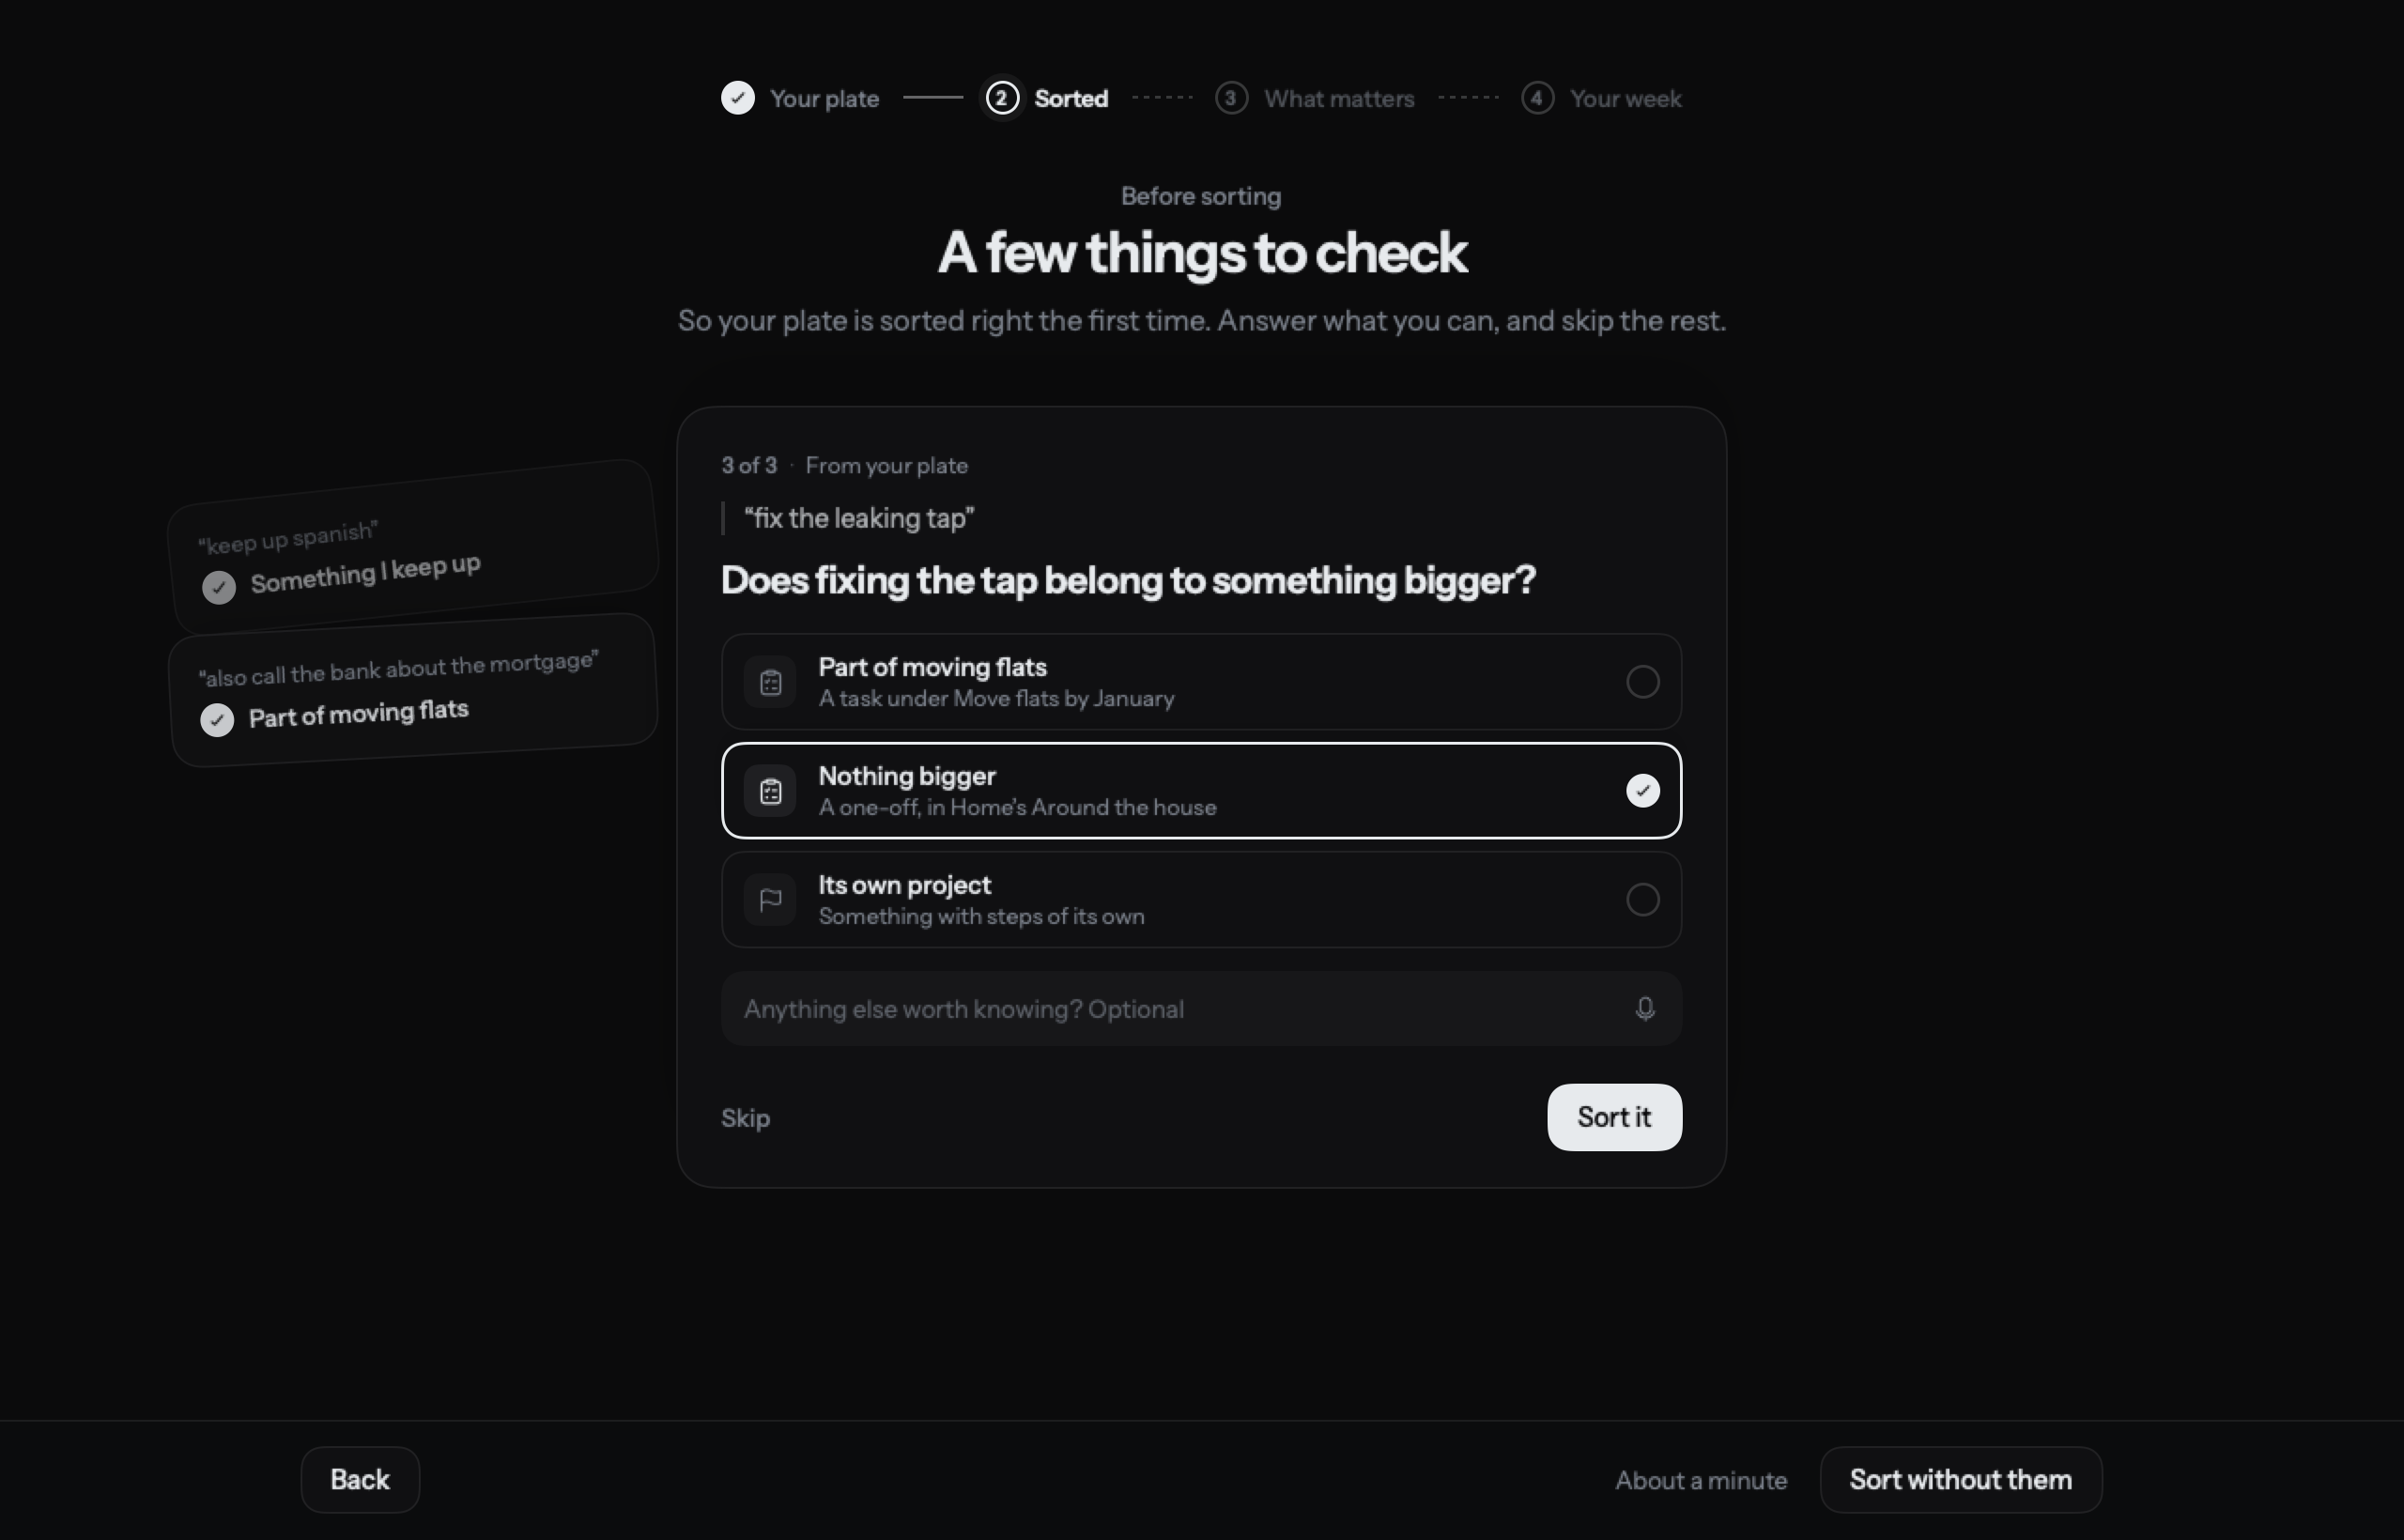 Your plate
2 Sorted
3 What matters
4 Your week
Before sorting
A few things to check
So your plate is sorted right the first time. Answer what you can, and skip the rest.
“keep up spanish”
Something I keep up
“also call the bank about the mortgage”
Part of moving flats
3 of 3 · From your plate
“fix the leaking tap”
Does fixing the tap belong to something bigger?
Part of moving flats
A task under Move flats by January
Nothing bigger
A one-off, in Home’s Around the house
Its own project
Something with steps of its own
Anything else worth knowing? Optional
Skip
Sort it
Back
About a minute
Sort without them